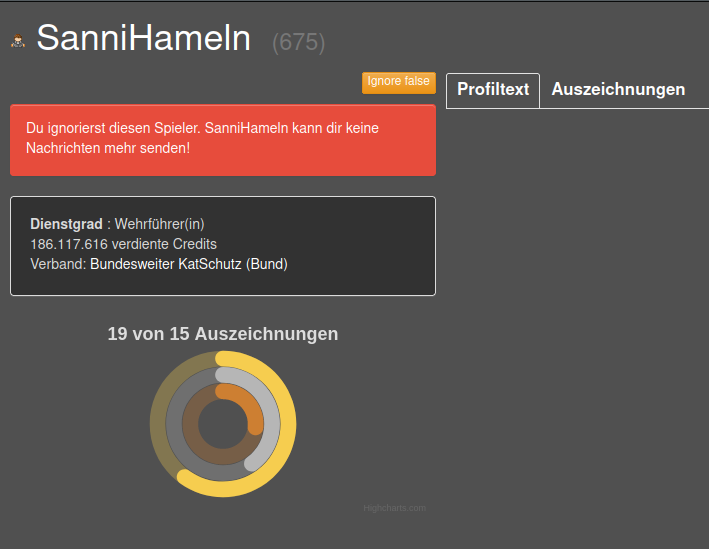 SanniHameln (675)
Ignore false
Profiltext Auszeichnungen
Du ignorierst diesen Spieler. SanniHameln kann dir keine
Nachrichten mehr senden!
Dienstgrad : Wehrführer(in)
186.117.616 verdiente Credits
Verband: Bundesweiter KatSchutz (Bund)
19 von 15 Auszeichnungen
Highcharts.com